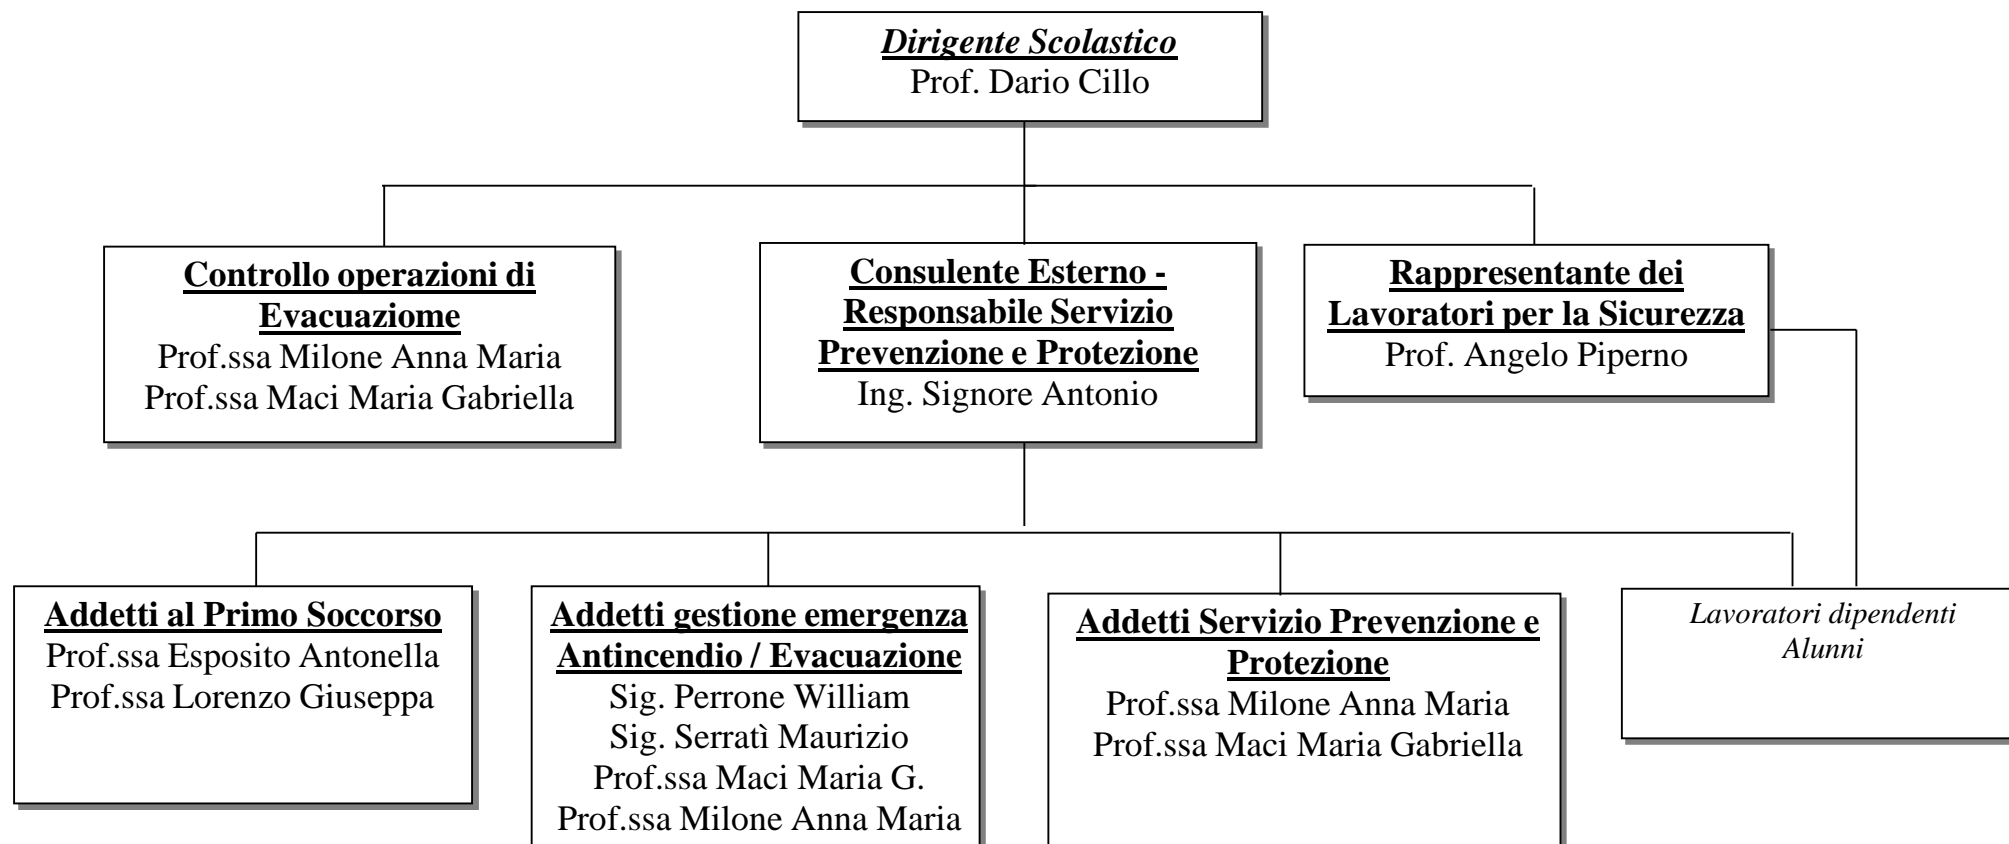 Dirigente Scolastico
Prof. Dario Cillo
Controllo operazioni di
Evacuaziome
Prof.ssa Milone Anna Maria
Prof.ssa Maci Maria Gabriella
Consulente Esterno -
Responsabile Servizio
Prevenzione e Protezione
Ing. Signore Antonio
Rappresentante dei
Lavoratori per la Sicurezza
Prof. Angelo Piperno
Addetti al Primo Soccorso
Prof.ssa Esposito Antonella
Prof.ssa Lorenzo Giuseppa
Addetti gestione emergenza
Antincendio / Evacuazione
Sig. Perrone William
Sig. Serratì Maurizio
Prof.ssa Maci Maria G.
Prof.ssa Milone Anna Maria
Addetti Servizio Prevenzione e
Protezione
Prof.ssa Milone Anna Maria
Prof.ssa Maci Maria Gabriella
Lavoratori dipendenti
Alunni